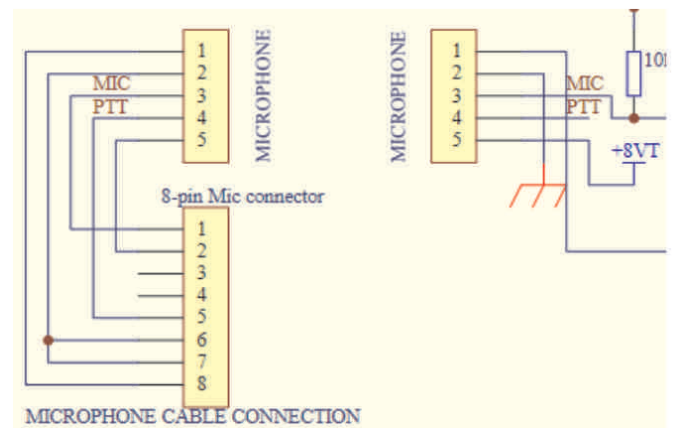 1
2
MIC 3
PTT 4
5
MICROPHONE
8-pin Mic connector
1
2
3
4
5
6
7
8
MICROPHONE CABLE CONNECTION
MICROPHONE
1
2
3 MIC
4 PTT
5
+8VT